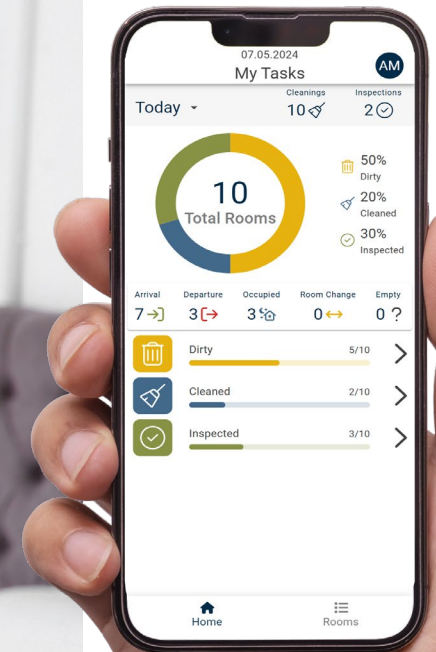 07.05.2024
My Tasks
AM
Today
Cleanings
10
Inspections
2
10
Total Rooms
50%
Dirty
20%
Cleaned
30%
Inspected
Arrival
7
Departure
3
Occupied
3
Room Change
0
Empty
0 ?
Dirty
5/10
Cleaned
2/10
Inspected
3/10
Home
Rooms